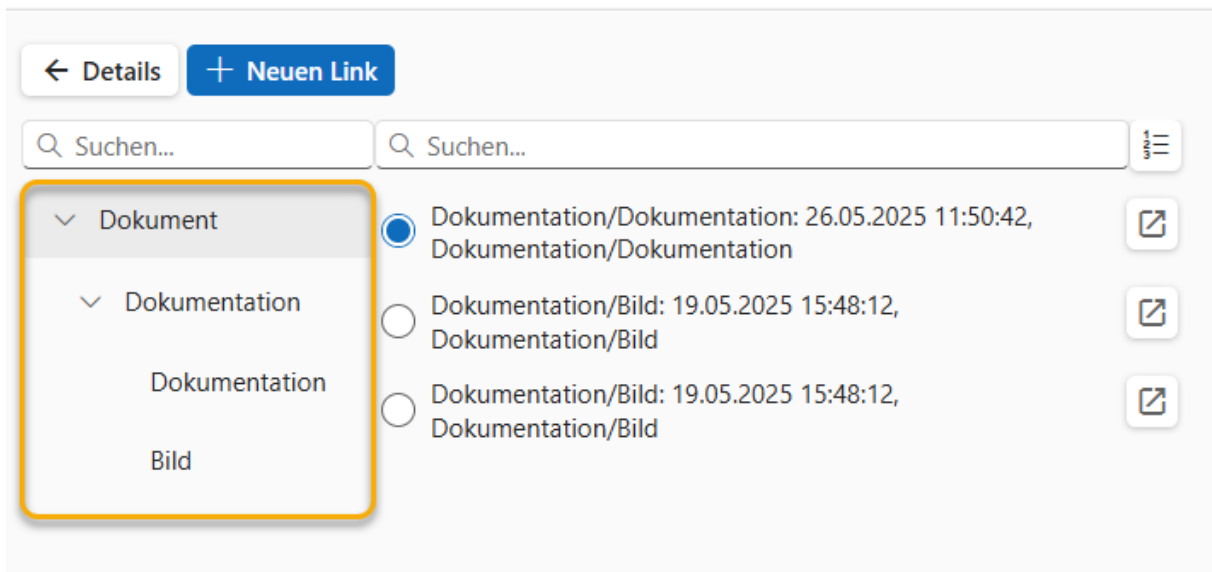 Details
Neuen Link
Suchen...
Suchen...
Dokument
Dokumentation
Dokumentation
Bild
Dokumentation/Dokumentation: 26.05.2025 11:50:42,
Dokumentation/Dokumentation
Dokumentation/Bild: 19.05.2025 15:48:12,
Dokumentation/Bild
Dokumentation/Bild: 19.05.2025 15:48:12,
Dokumentation/Bild